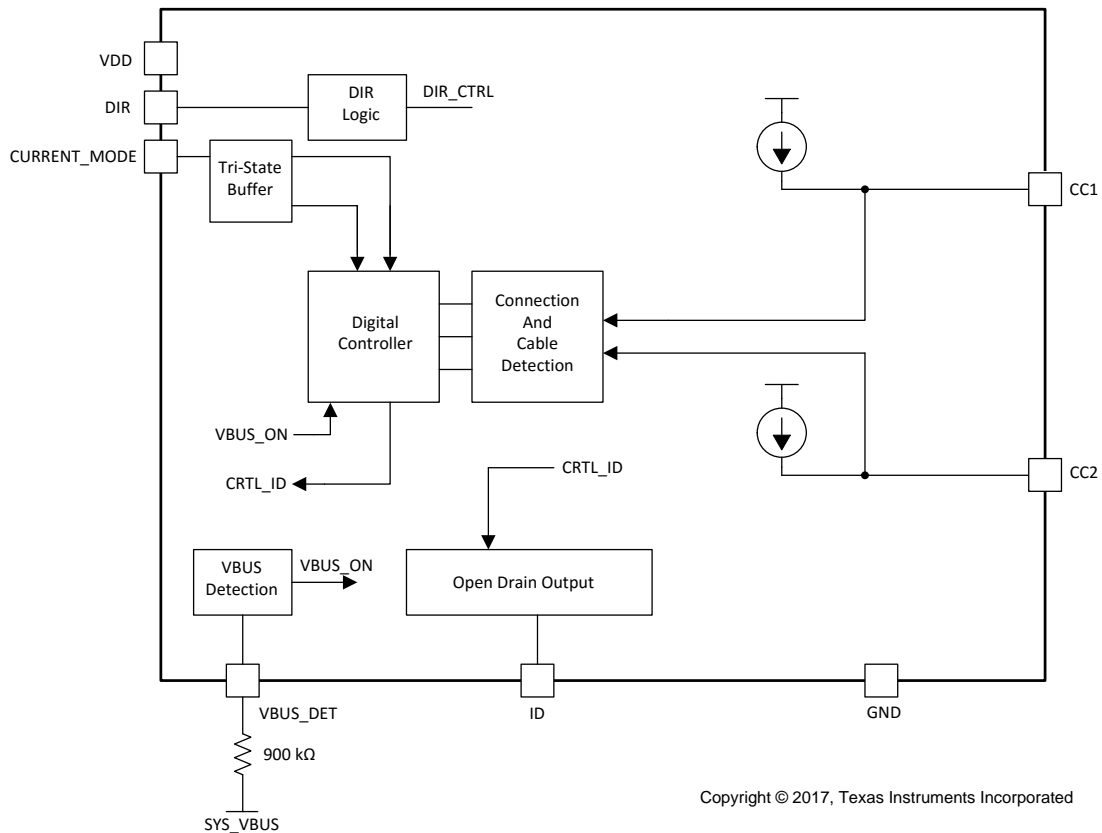 VDD
DIR
DIR
Logic
DIR_CTRL
CURRENT_MODE
Tri-State
Buffer
CC1
Digital
Controller
Connection
And
Cable
Detection
VBUS_ON
CRTL_ID
CRTL_ID
CC2
VBUS
Detection
VBUS_ON
Open Drain Output
VBUS_DET
ID
GND
900 kΩ
SYS_VBUS
Copyright © 2017, Texas Instruments Incorporated